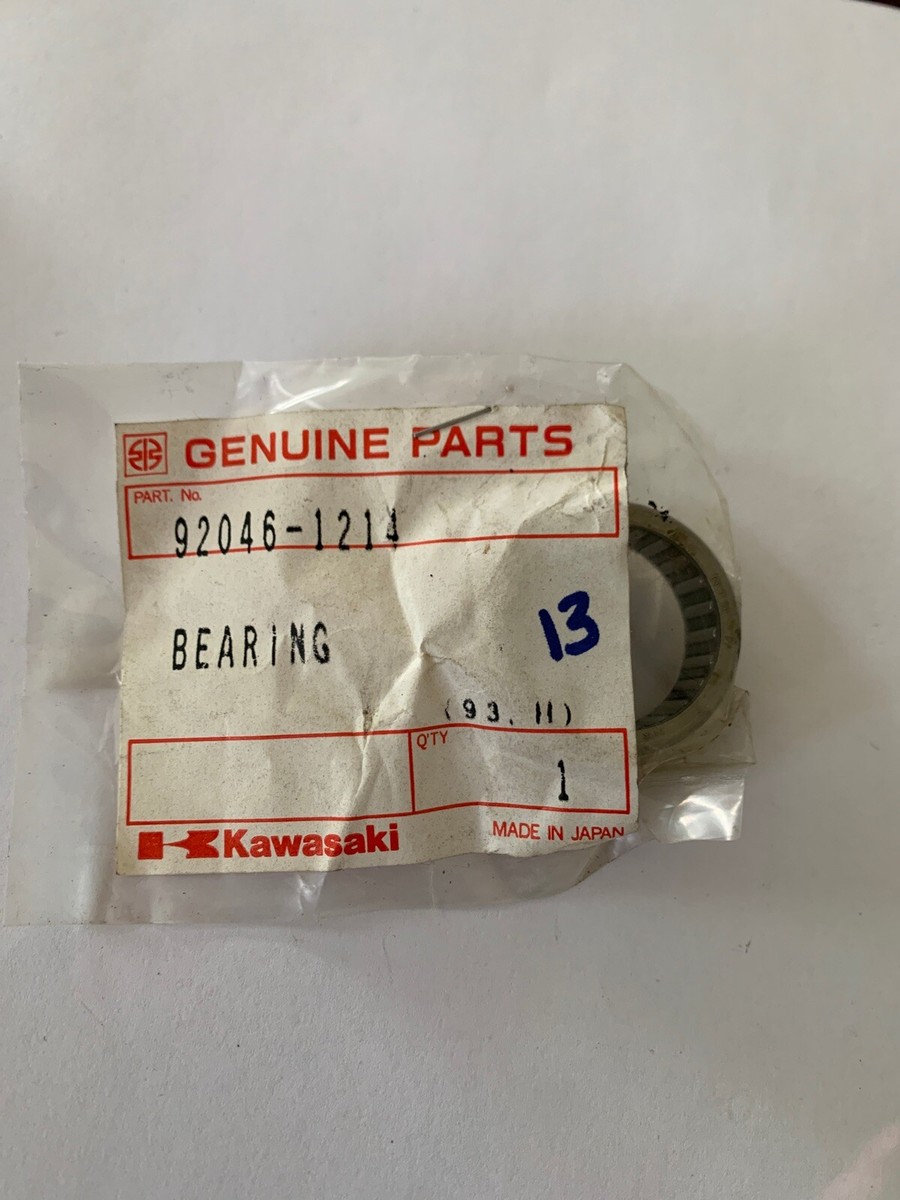 GENUINE PARTS
PART. No.
92046-1214
BEARING
13
(93. 11)
Q'TY
1
Kawasaki
MADE IN JAPAN